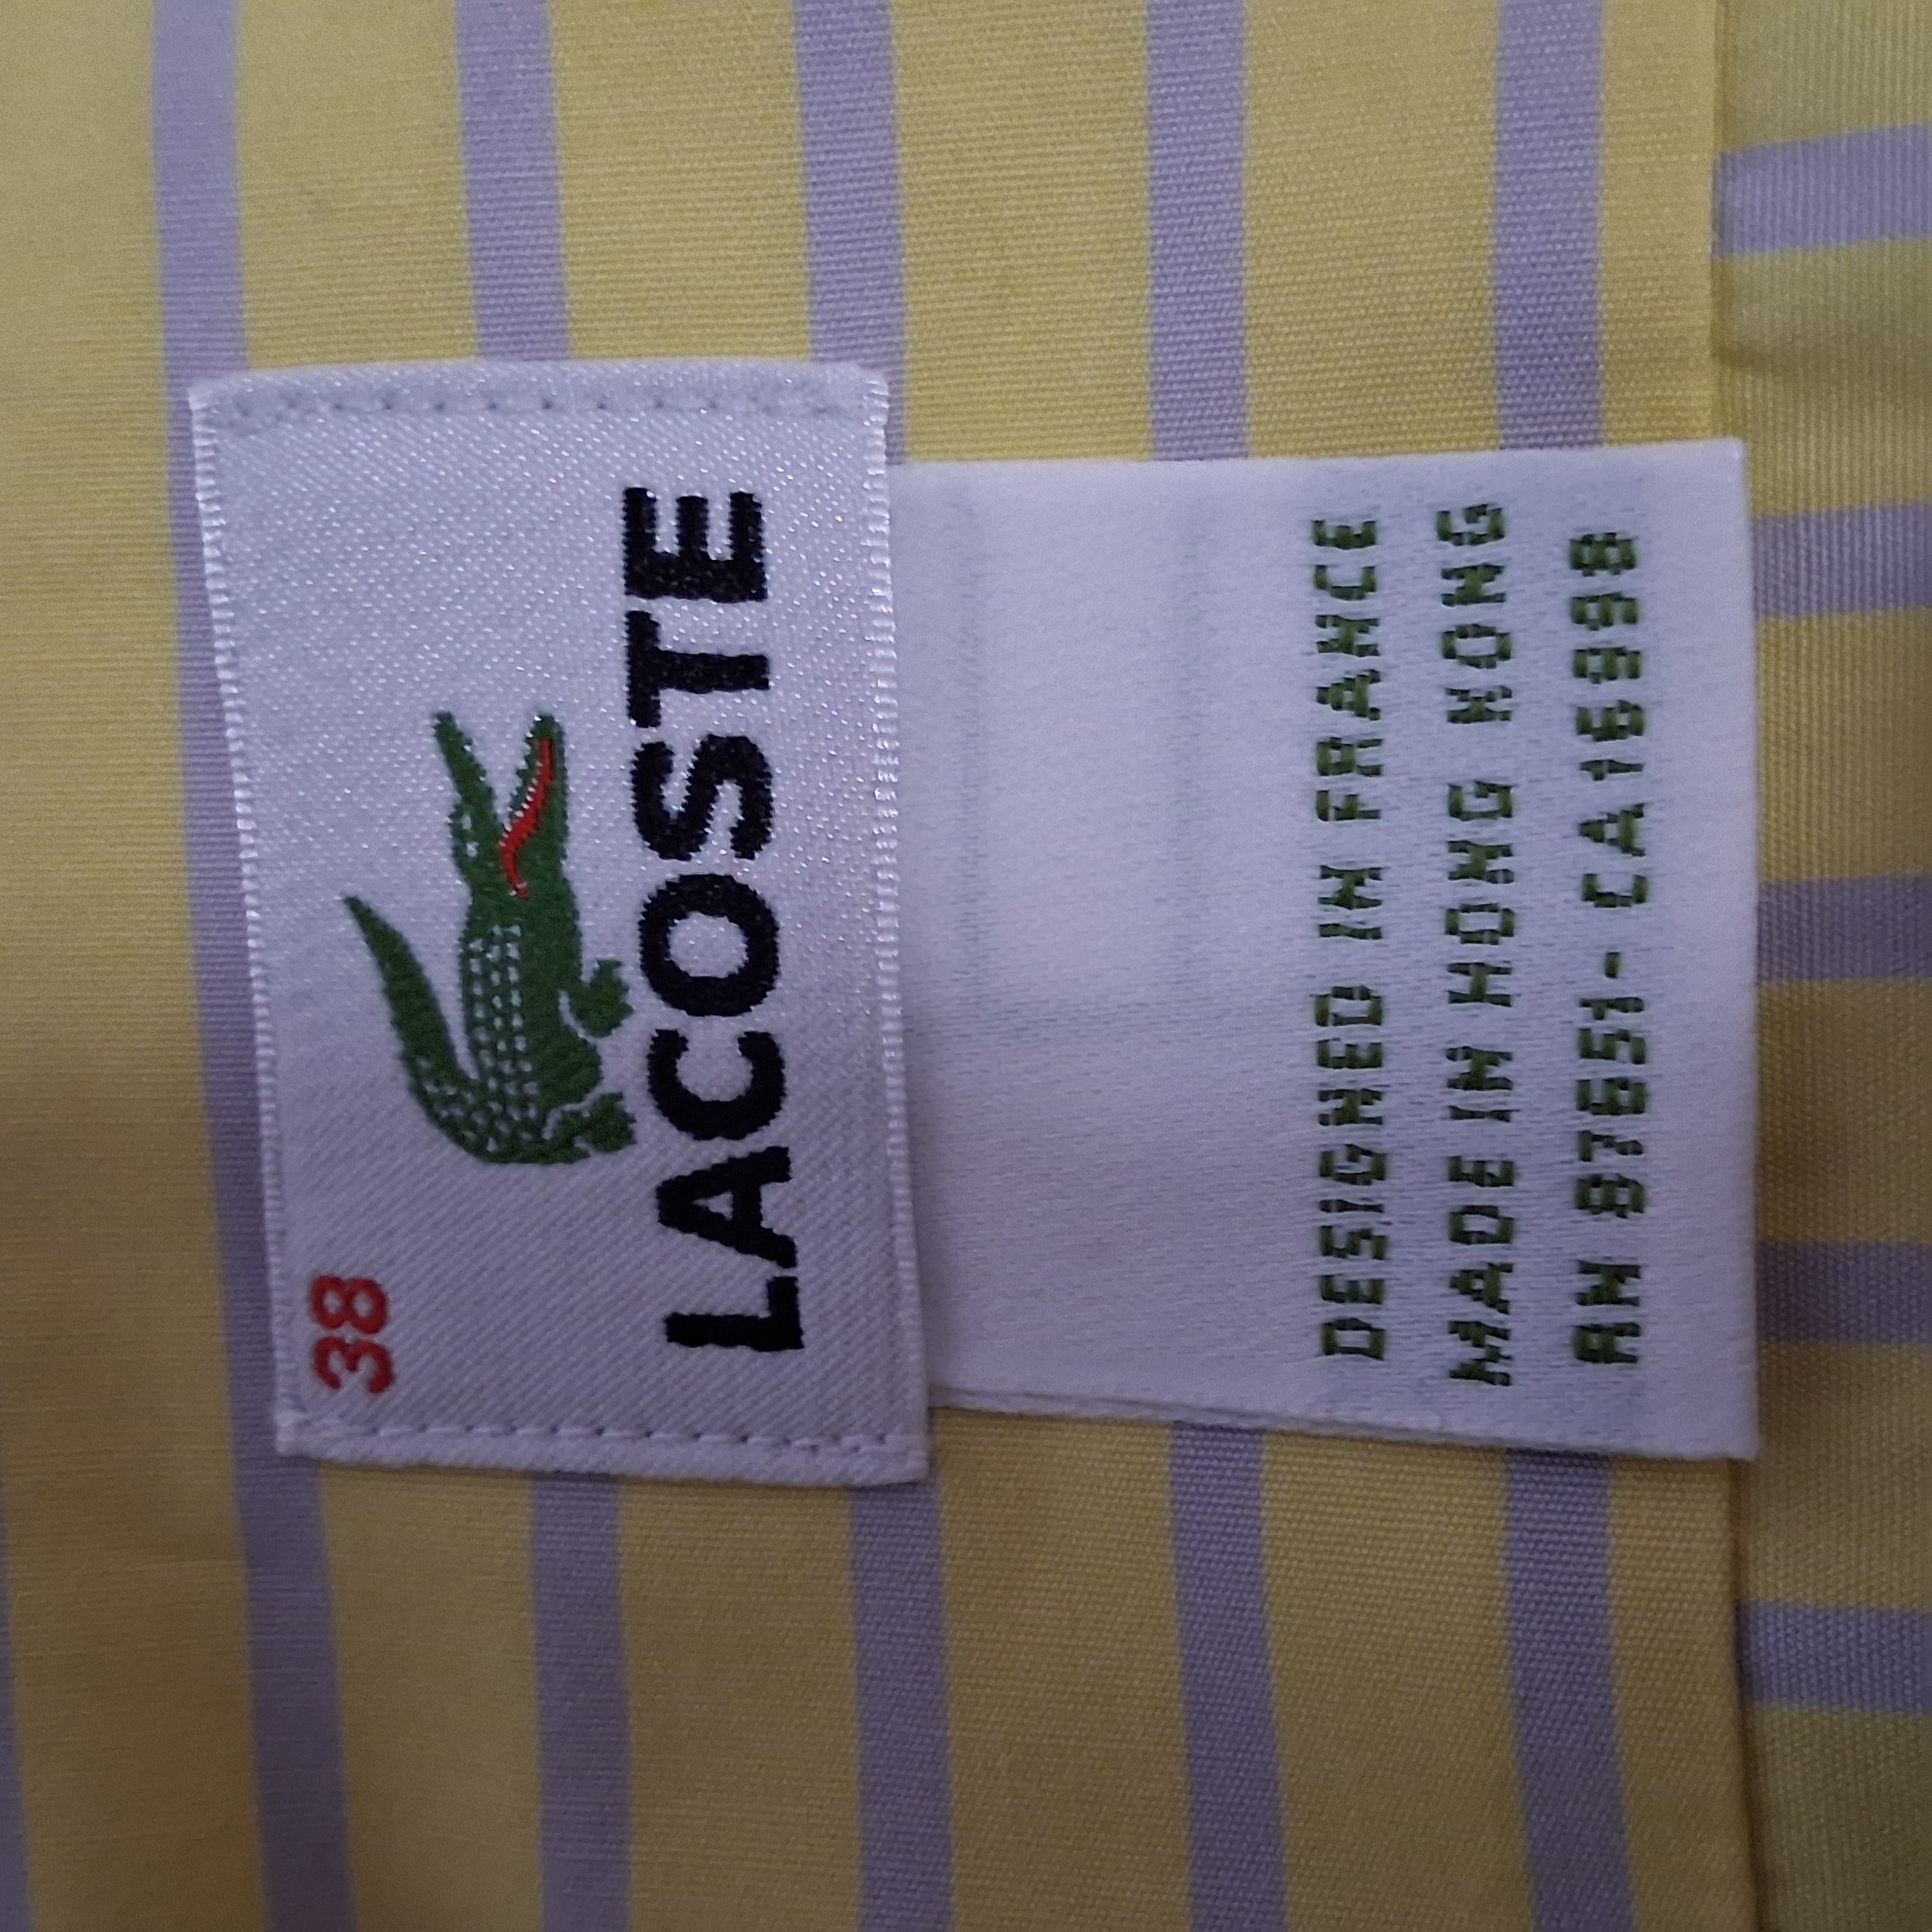 38
LACOSTE
DESIGNED IN FRANCE
MADE IN HONG KONG
RN 87651- CA16998